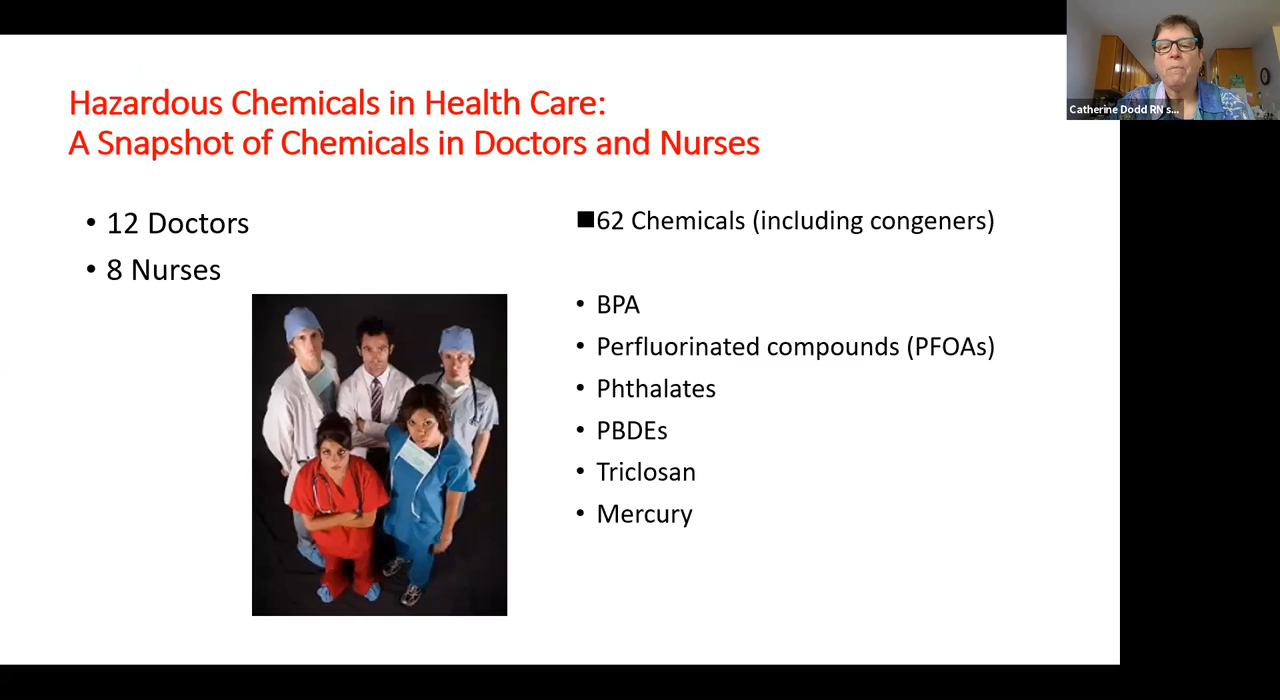 Hazardous Chemicals in Health Care:
A Snapshot of Chemicals in Doctors and Nurses
• 12 Doctors
• 8 Nurses
■62 Chemicals (including congeners)
• BPA
• Perfluorinated compounds (PFOAs)
• Phthalates
• PBDEs
• Triclosan
• Mercury
Catherine Dodd RN s...